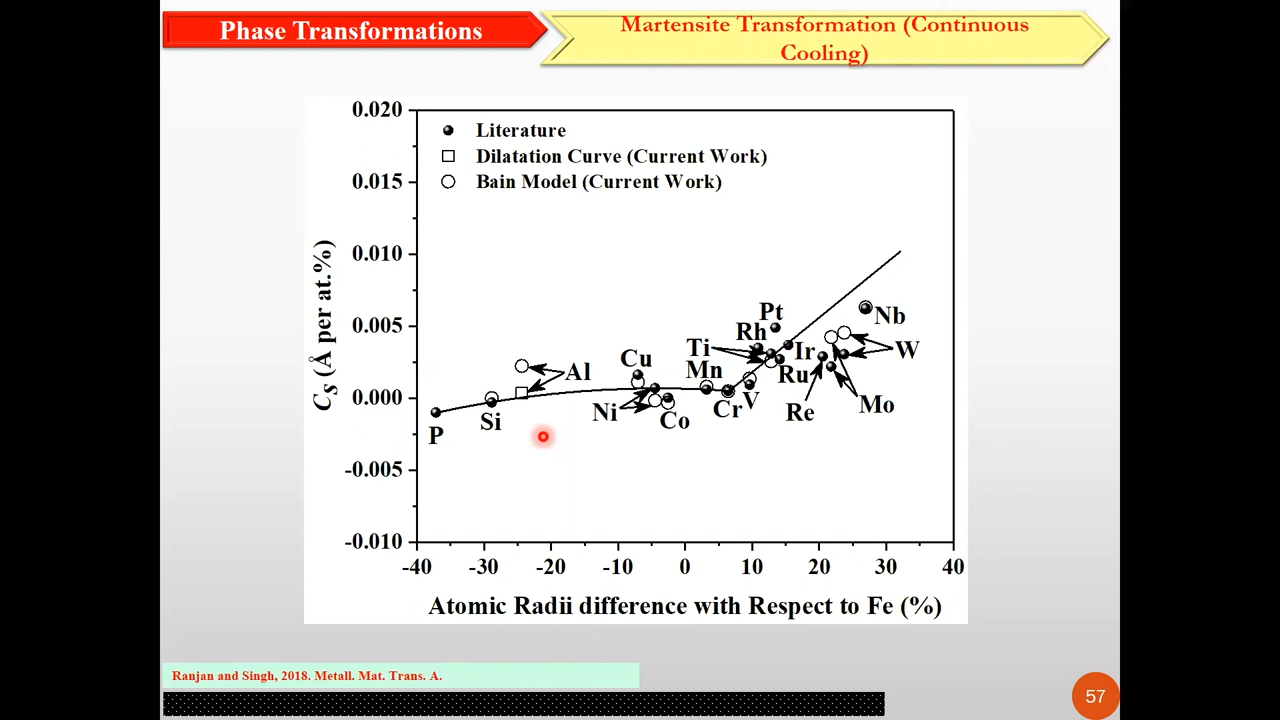 Phase Transformations
Martensite Transformation (Continuous
Cooling)
0.020
0.015
0.010
0.005
0.000
-0.005
-0.010
Cs (Å per at.%)
Literature
Dilatation Curve (Current Work)
Bain Model (Current Work)
P
Si
Al
Cu
Ni
Co
Mn
Ti
Rh
Pt
Cr
V
Ir
Ru
Re
Mo
W
Nb
-40
-30
-20
-10
0
10
20
30
40
Atomic Radii difference with Respect to Fe (%)
Ranjan and Singh, 2018. Metall. Mat. Trans. A.
57